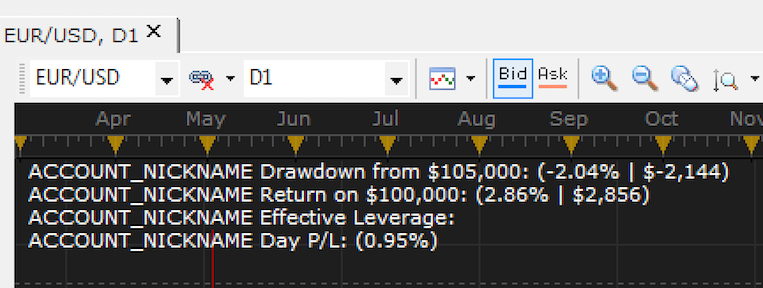 EUR/USD, D1
EUR/USD D1 Bid Ask
Apr May Jun Jul Aug Sep Oct Nov
ACCOUNT_NICKNAME Drawdown from $105,000: (-2.04% | $-2,144)
ACCOUNT_NICKNAME Return on $100,000: (2.86% | $2,856)
ACCOUNT_NICKNAME Effective Leverage:
ACCOUNT_NICKNAME Day P/L: (0.95%)